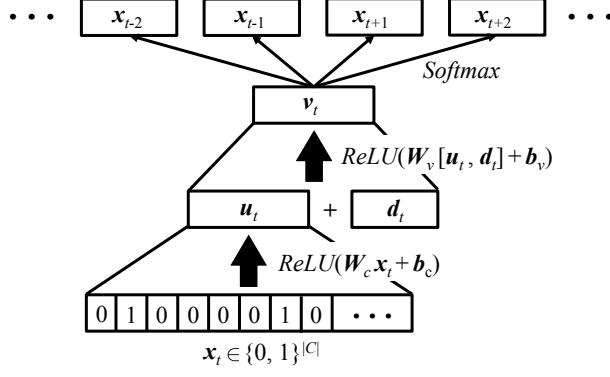 • • • x_{t-2} x_{t-1} x_{t+1} x_{t+2} • • •
Softmax
v_t
ReLU(W_v [u_t , d_t] + b_v)
u_t + d_t
ReLU(W_c x_t + b_c)
0 1 0 0 0 0 1 0 • • •
x_t ∈ {0, 1}^{|C|}